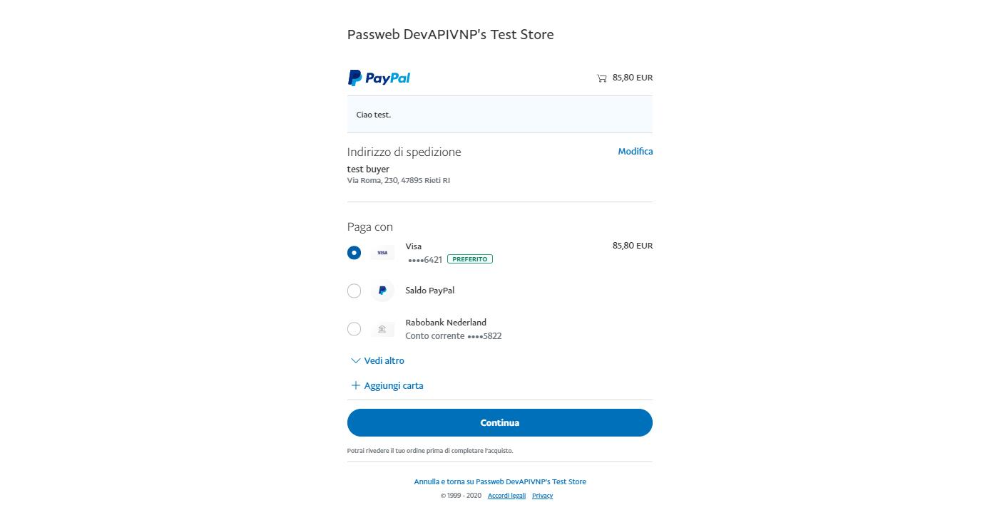 Passweb DevAPIVNP's Test Store
PayPal
85,80 EUR
Ciao test.
Indirizzo di spedizione
Modifica
test buyer
Via Roma, 230, 47895 Rieti RI
Paga con
Visa
85,80 EUR
VISA
••••6421 PREFERITO
Saldo PayPal
Rabobank Nederland
Conto corrente ••••5822
Vedi altro
Aggiungi carta
Continua
Potrai rivedere il tuo ordine prima di completare l'acquisto.
Annulla e torna su Passweb DevAPIVNP's Test Store
© 1999 - 2020 Accordi legali Privacy